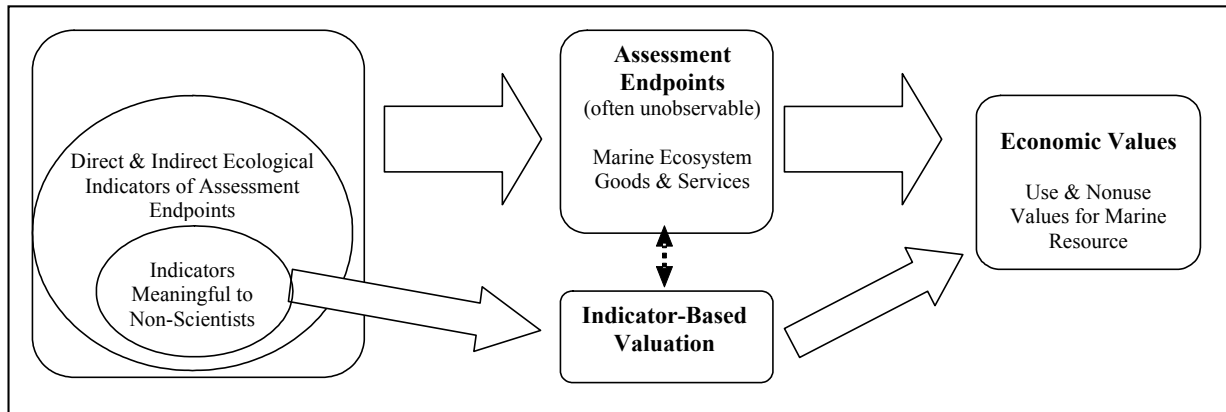 Direct & Indirect Ecological
Indicators of Assessment
Endpoints
Indicators
Meaningful to
Non-Scientists
Assessment
Endpoints
(often unobservable)
Marine Ecosystem
Goods & Services
Indicator-Based
Valuation
Economic Values
Use & Nonuse
Values for Marine
Resource